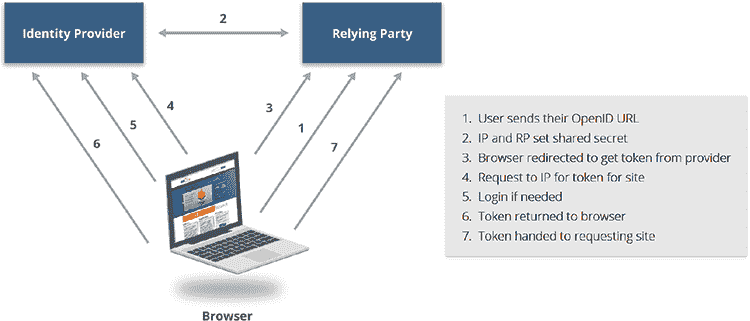 Identity Provider
2
Relying Party
4
3
5
1
6
7
1. User sends their OpenID URL
2. IP and RP set shared secret
3. Browser redirected to get token from provider
4. Request to IP for token for site
5. Login if needed
6. Token returned to browser
7. Token handed to requesting site
Browser